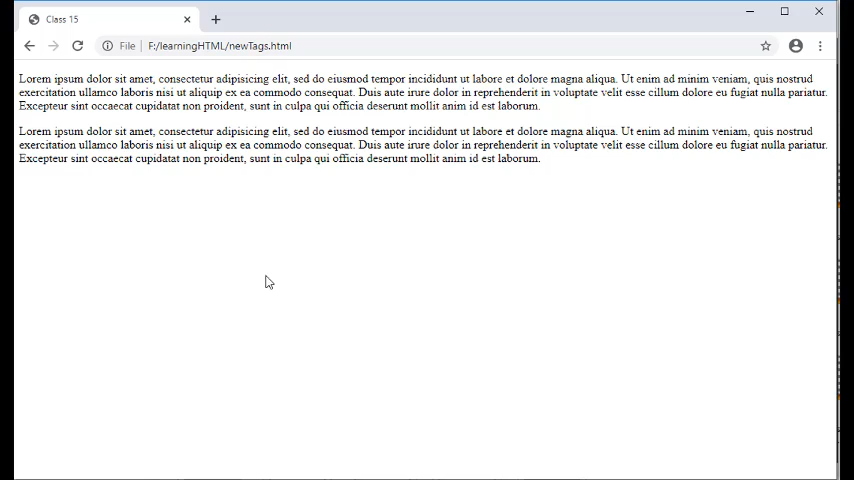 Class 15
File F:/learningHTML/newTags.html
Lorem ipsum dolor sit amet, consectetur adipisicing elit, sed do eiusmod tempor incididunt ut labore et dolore magna aliqua. Ut enim ad minim veniam, quis nostrud
exercitation ullamco laboris nisi ut aliquip ex ea commodo consequat. Duis aute irure dolor in reprehenderit in voluptate velit esse cillum dolore eu fugiat nulla pariatur.
Excepteur sint occaecat cupidatat non proident, sunt in culpa qui officia deserunt mollit anim id est laborum.
Lorem ipsum dolor sit amet, consectetur adipisicing elit, sed do eiusmod tempor incididunt ut labore et dolore magna aliqua. Ut enim ad minim veniam, quis nostrud
exercitation ullamco laboris nisi ut aliquip ex ea commodo consequat. Duis aute irure dolor in reprehenderit in voluptate velit esse cillum dolore eu fugiat nulla pariatur.
Excepteur sint occaecat cupidatat non proident, sunt in culpa qui officia deserunt mollit anim id est laborum.